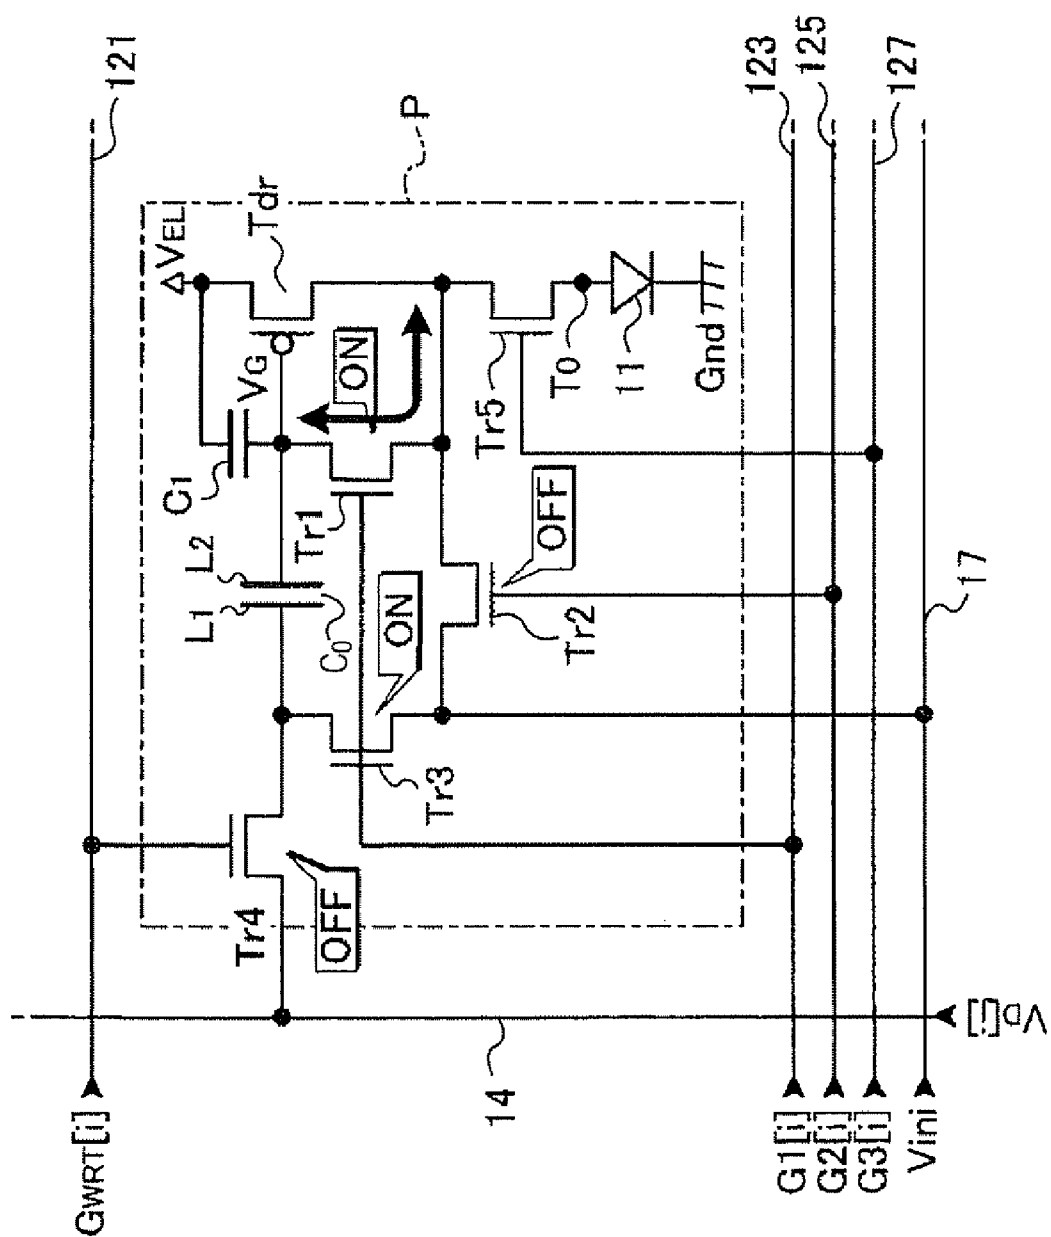 121
P
VEL
Tdr
VG
C1
ON
L1
L2
C0
Tr1
ON
Tr3
Tr4
OFF
Tr2
OFF
Tr5
T0
11
Gnd
123
125
127
17
14
GWRT[i]
G1[i]
G2[i]
G3[i]
Vini
VD[j]